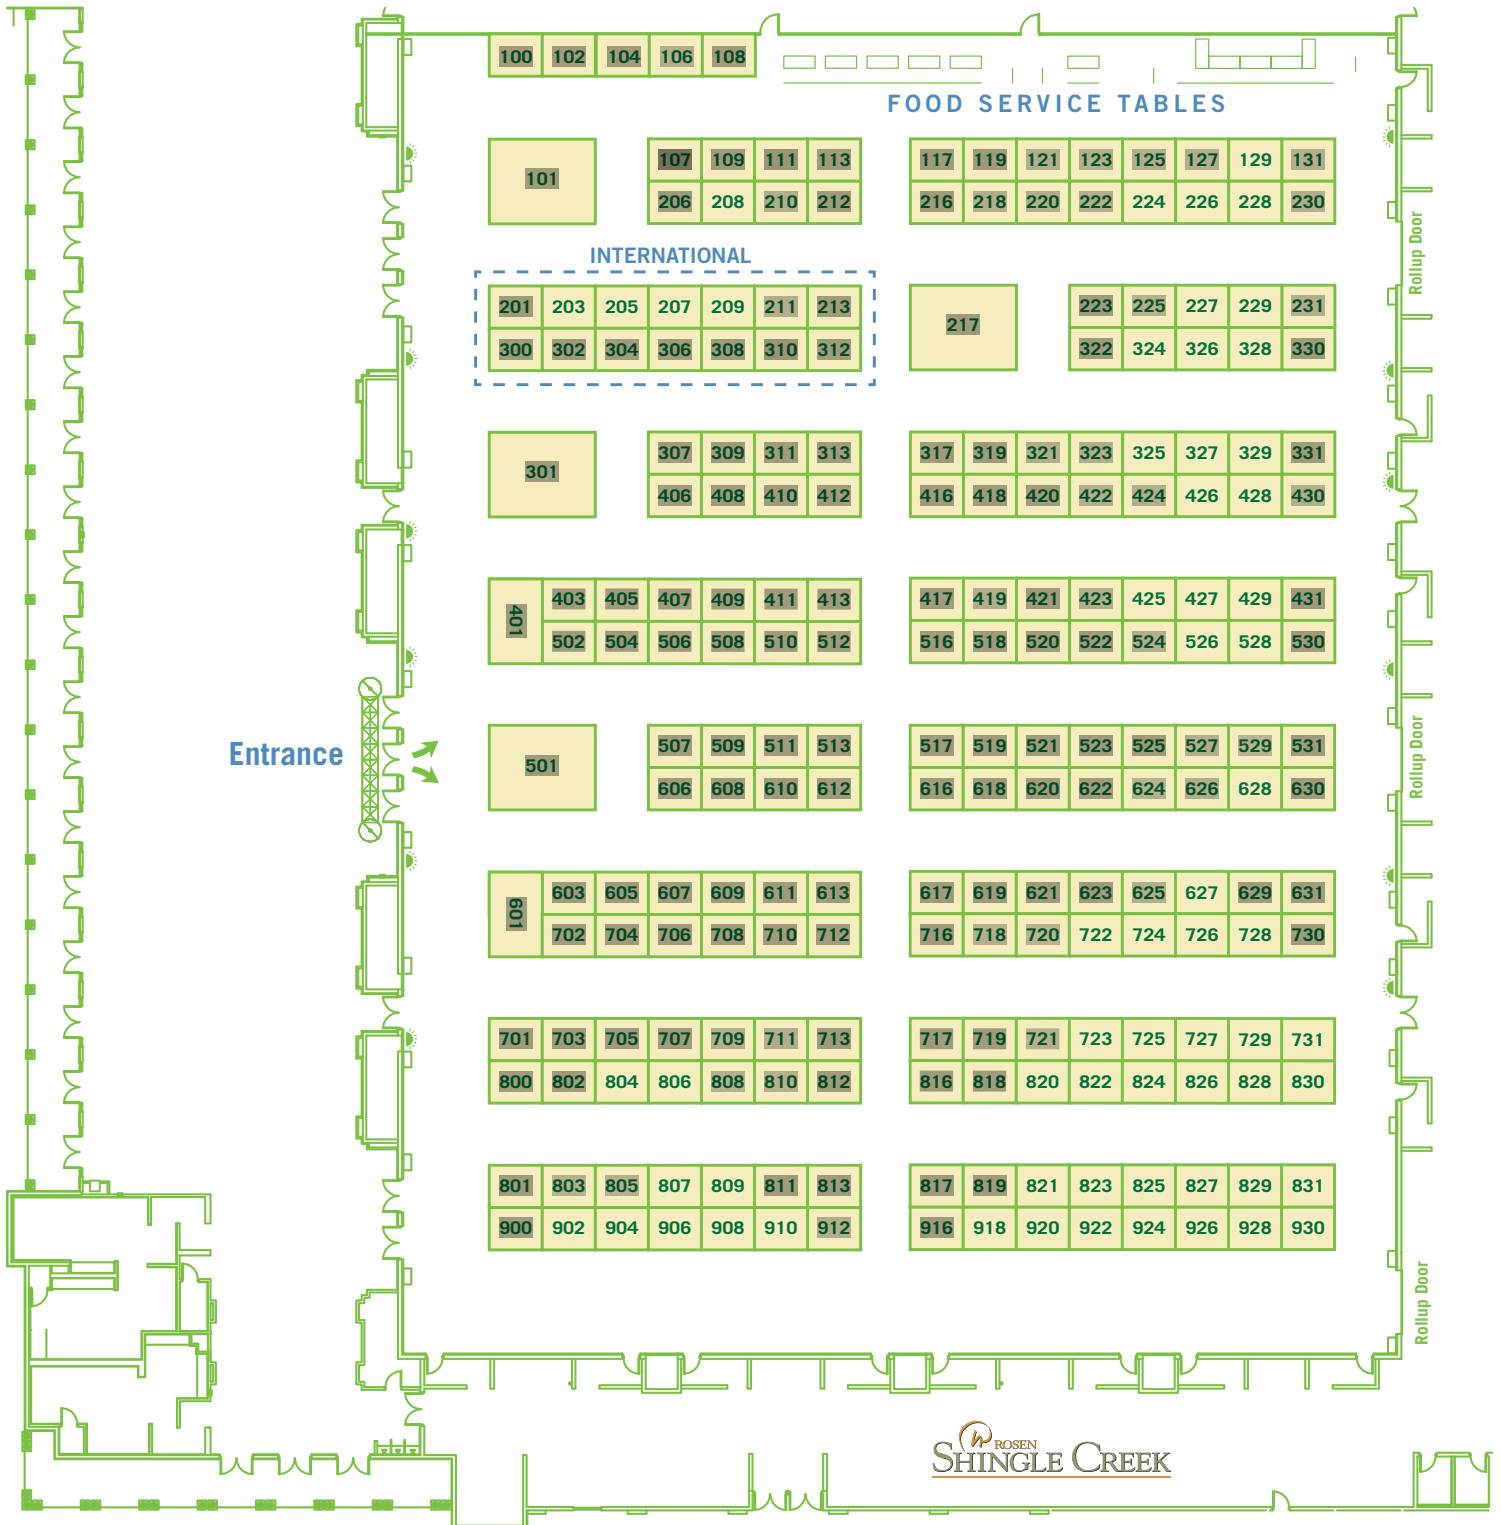 100 102 104 106 108
FOOD SERVICE TABLES
107 109 111 113 117 119 121 123 125 127 129 131
101
206 208 210 212 216 218 220 222 224 226 228 230
Rollup Door
INTERNATIONAL
201 203 205 207 209 211 213 223 225 227 229 231
217
300 302 304 306 308 310 312 322 324 326 328 330
307 309 311 313 317 319 321 323 325 327 329 331
301
406 408 410 412 416 418 420 422 424 426 428 430
403 405 407 409 411 413 417 419 421 423 425 427 429 431
401
502 504 506 508 510 512 516 518 520 522 524 526 528 530
Entrance
507 509 511 513 517 519 521 523 525 527 529 531
501
Rollup Door
606 608 610 612 616 618 620 622 624 626 628 630
603 605 607 609 611 613 617 619 621 623 625 627 629 631
601
702 704 706 708 710 712 716 718 720 722 724 726 728 730
701 703 705 707 709 711 713 717 719 721 723 725 727 729 731
800 802 804 806 808 810 812 816 818 820 822 824 826 828 830
801 803 805 807 809 811 813 817 819 821 823 825 827 829 831
900 902 904 906 908 910 912 916 918 920 922 924 926 928 930
Rollup Door
ROSEN
SHINGLE CREEK